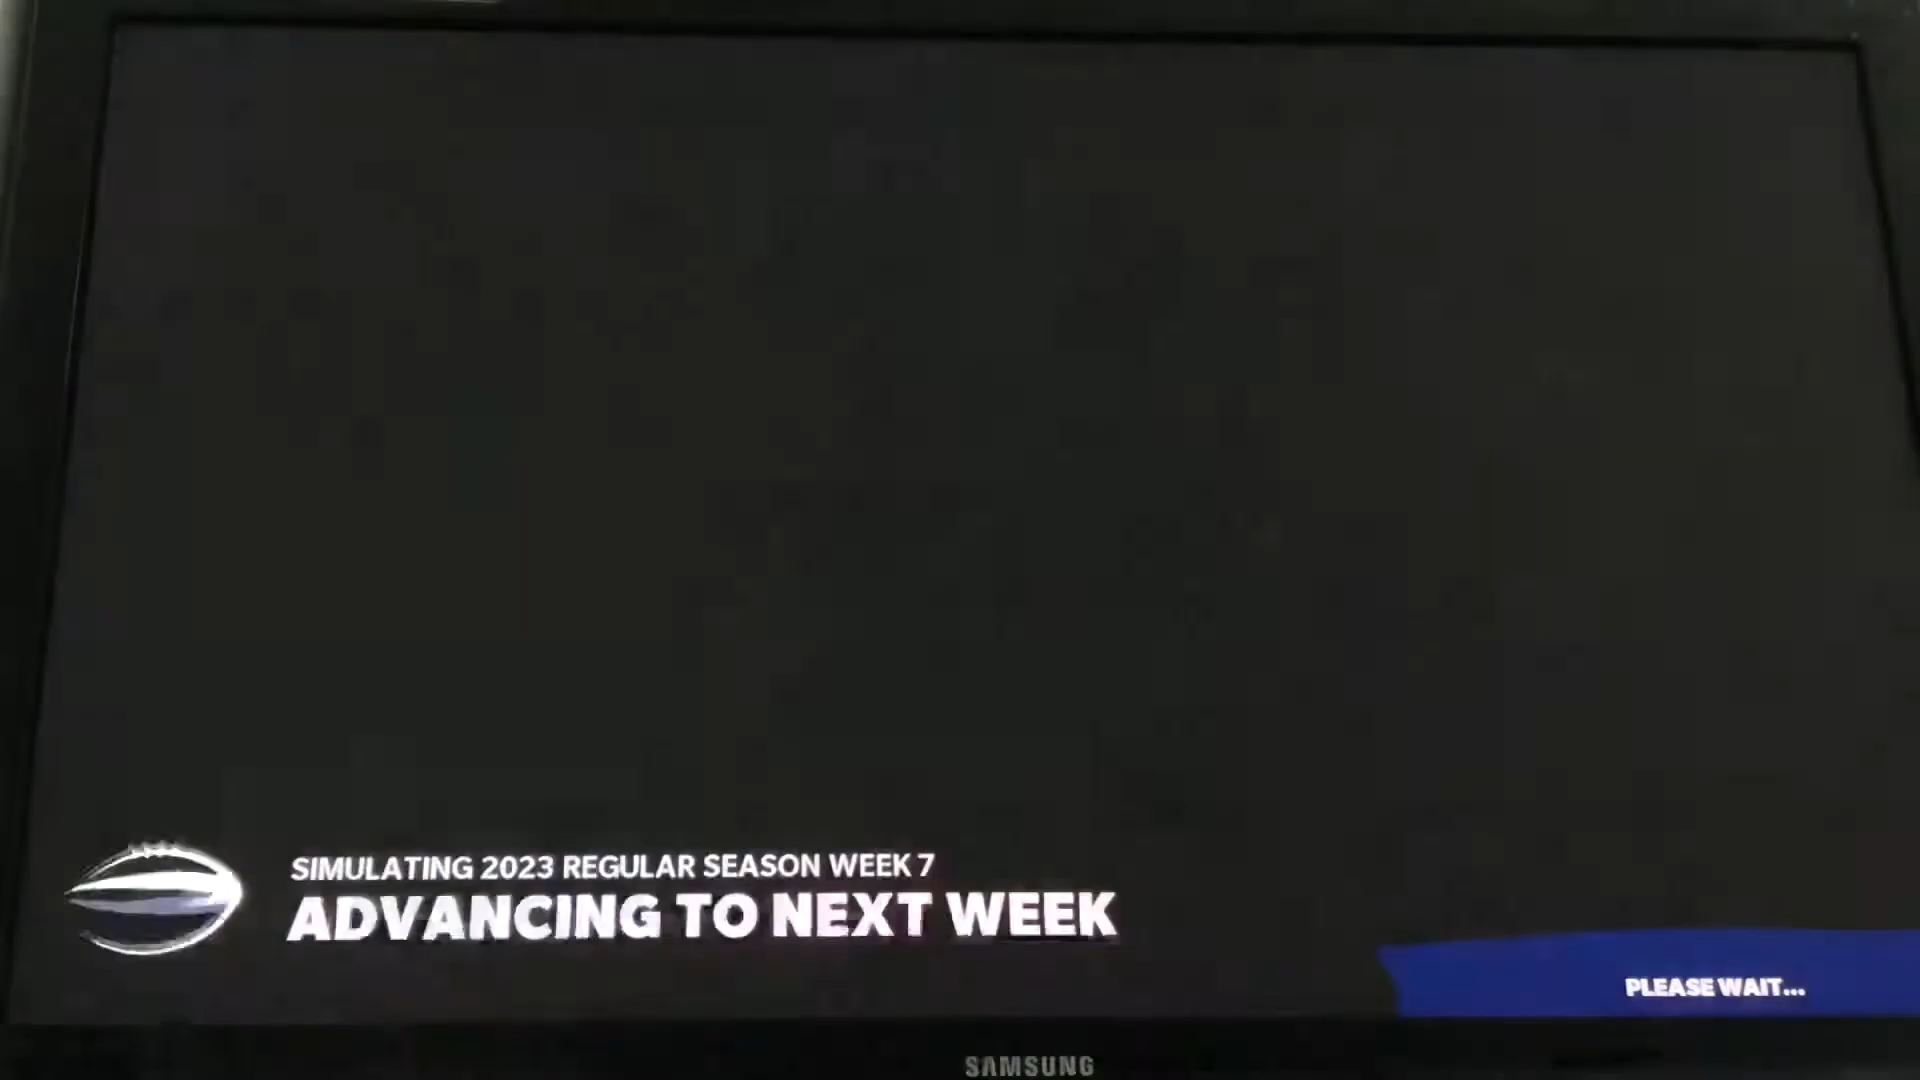 SIMULATING 2023 REGULAR SEASON WEEK 7
ADVANCING TO NEXT WEEK
PLEASE WAIT...
SAMSUNG